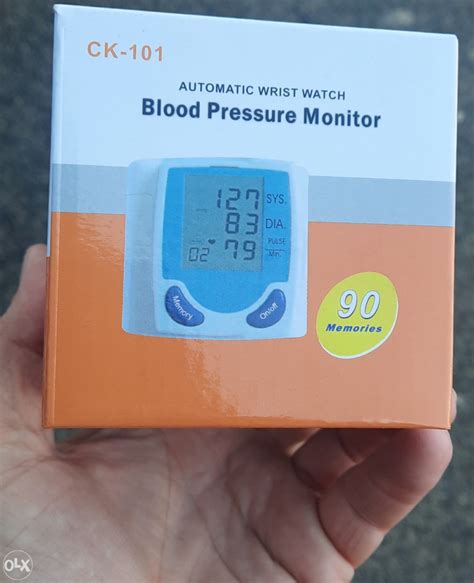 CK-101
AUTOMATIC WRIST WATCH
Blood Pressure Monitor
127 SYS.
83 DIA.
02 79 PULSE
Min.
Memory
On/off
90
Memories
OLX